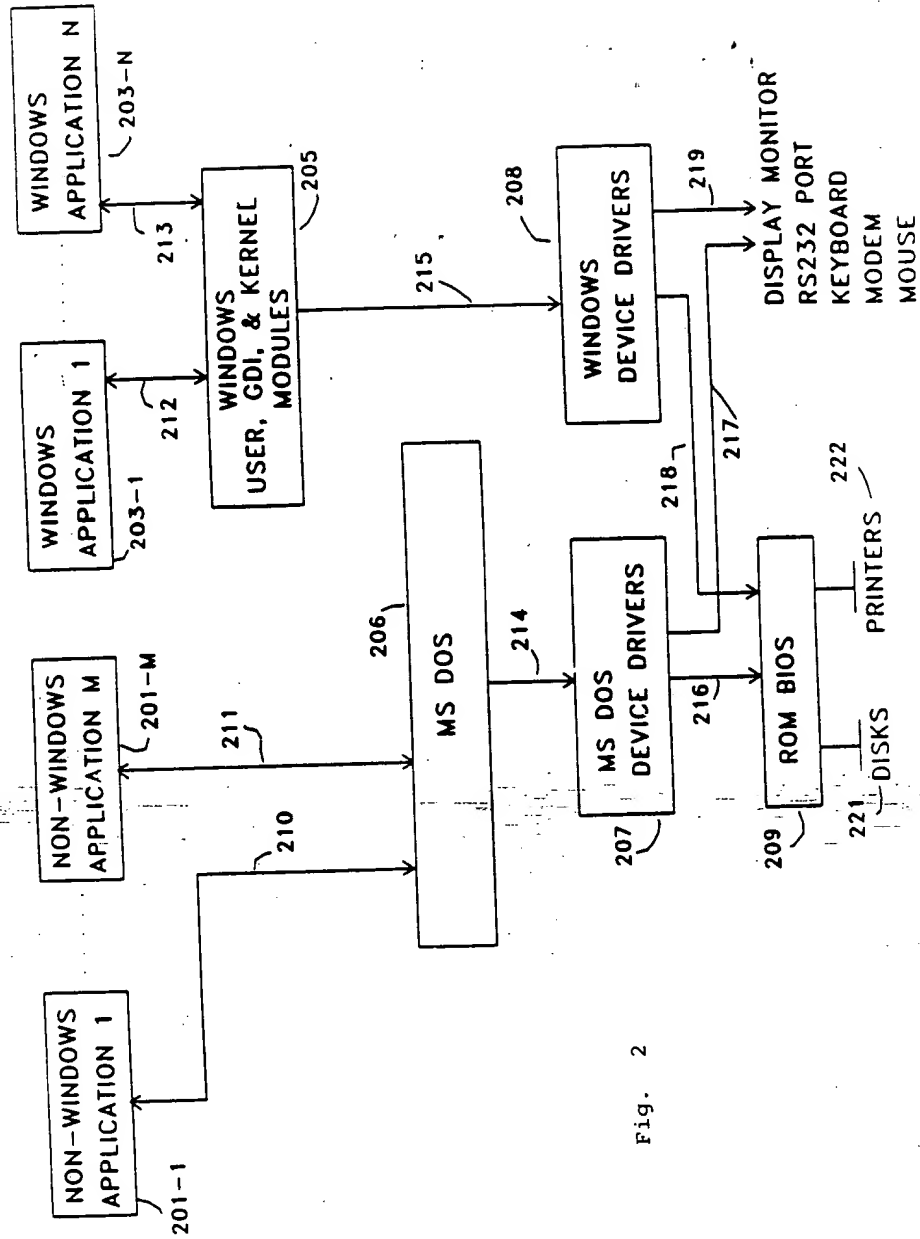 NON-WINDOWS
APPLICATION 1
201-1
NON-WINDOWS
APPLICATION M
201-M
WINDOWS
APPLICATION 1
203-1
WINDOWS
APPLICATION N
203-N
210
211
212
213
WINDOWS
USER, GDI, & KERNEL
MODULES
205
206
MS DOS
214
215
MS DOS
DEVICE DRIVERS
207
WINDOWS
DEVICE DRIVERS
208
216
218
217
219
ROM BIOS
209
221 DISKS
PRINTERS 222
DISPLAY MONITOR
RS232 PORT
KEYBOARD
MODEM
MOUSE
Fig. 2